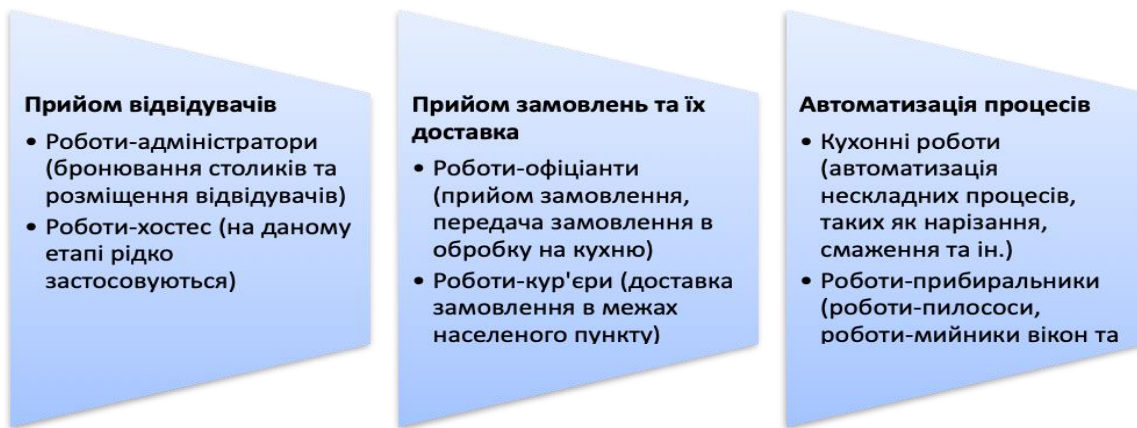 Прийом відвідувачів
• Роботи-адміністратори
(бронювання столиків та
розміщення відвідувачів)
• Роботи-хостес (на даному
етапі рідко
застосовуються)
Прийом замовлень та їх
доставка
• Роботи-офіціанти
(прийом замовлення,
передача замовлення в
обробку на кухню)
• Роботи-кур'єри (доставка
замовлення в межах
населеного пункту)
Автоматизація процесів
• Кухонні роботи
(автоматизація
нескладних процесів,
таких як нарізання,
смаження та ін.)
• Роботи-прибиральники
(роботи-пилососи,
роботи-мийники вікон та